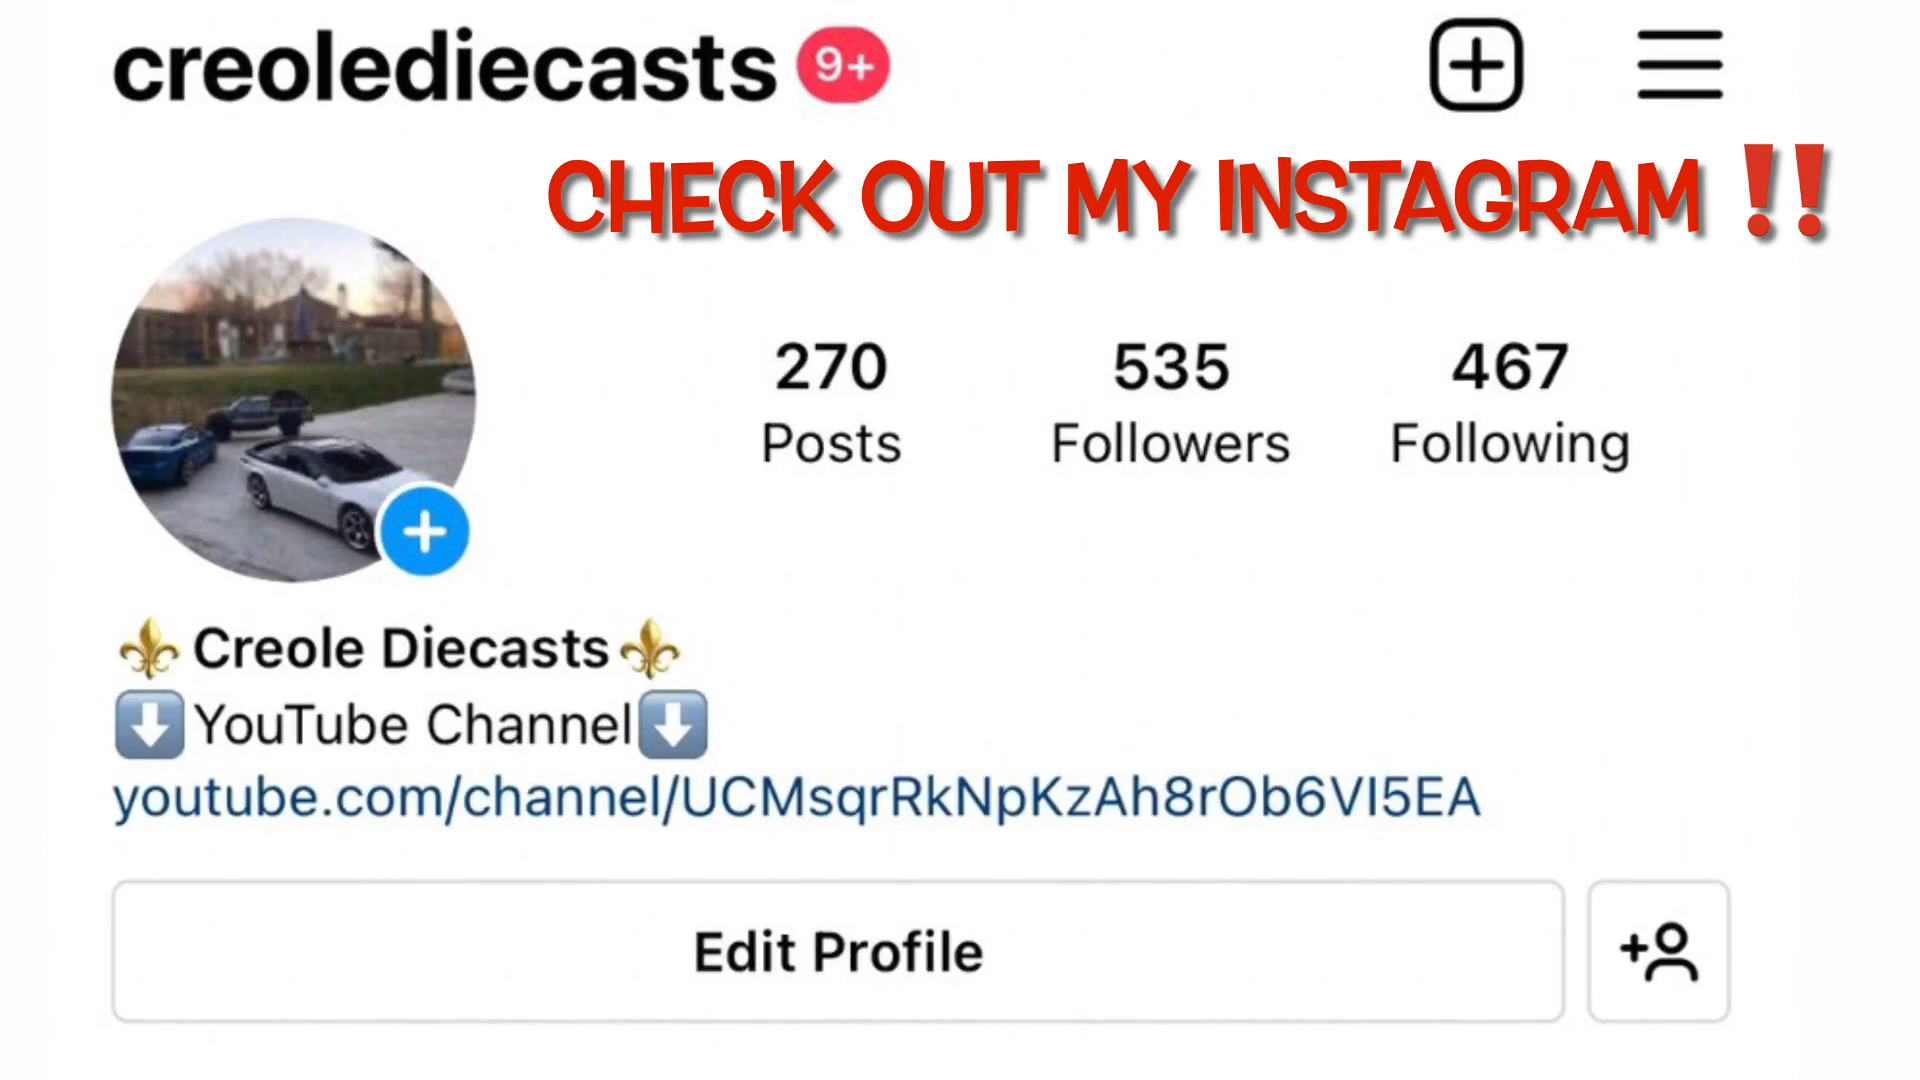 creolediecasts 9+
CHECK OUT MY INSTAGRAM ‼️
270 535 467
Posts Followers Following
⚜️ Creole Diecasts ⚜️
⬇️ YouTube Channel ⬇️
youtube.com/channel/UCMsqrRkNpKzAh8rOb6VI5EA
Edit Profile